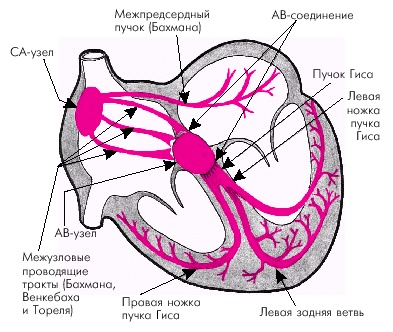 Межпредсердный
пучок (Бахмана)
АВ-соединение
СА-узел
Пучок Гиса
Левая
ножка
пучка
Гиса
АВ-узел
Межузловые
проводящие
тракты (Бахмана,
Венкебаха
и Тореля)
Правая ножка
пучка Гиса
Левая задняя ветвь